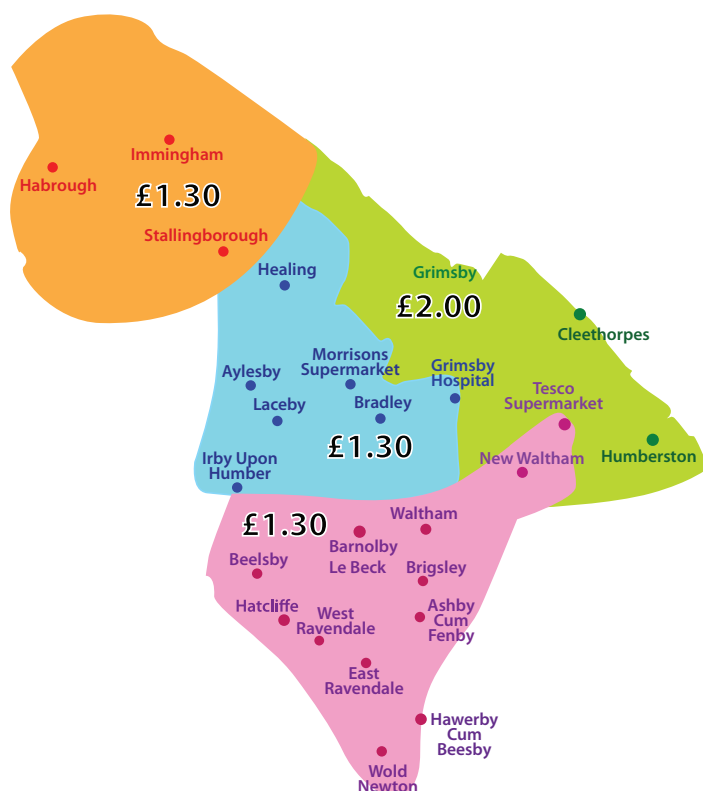 Immingham
Habrough
£1.30
Stallingborough
Healing
Grimsby
£2.00
Cleethorpes
Morrisons
Supermarket
Grimsby
Hospital
Aylesby
Laceby
Bradley
Tesco
Supermarket
£1.30
Irby Upon
Humber
New Waltham
Humberston
£1.30
Waltham
Barnolby
Le Beck
Beelsby
Brigsley
Hatcliffe
West
Ravendale
Ashby
Cum
Fenby
East
Ravendale
Hawerby
Cum
Beesby
Wold
Newton